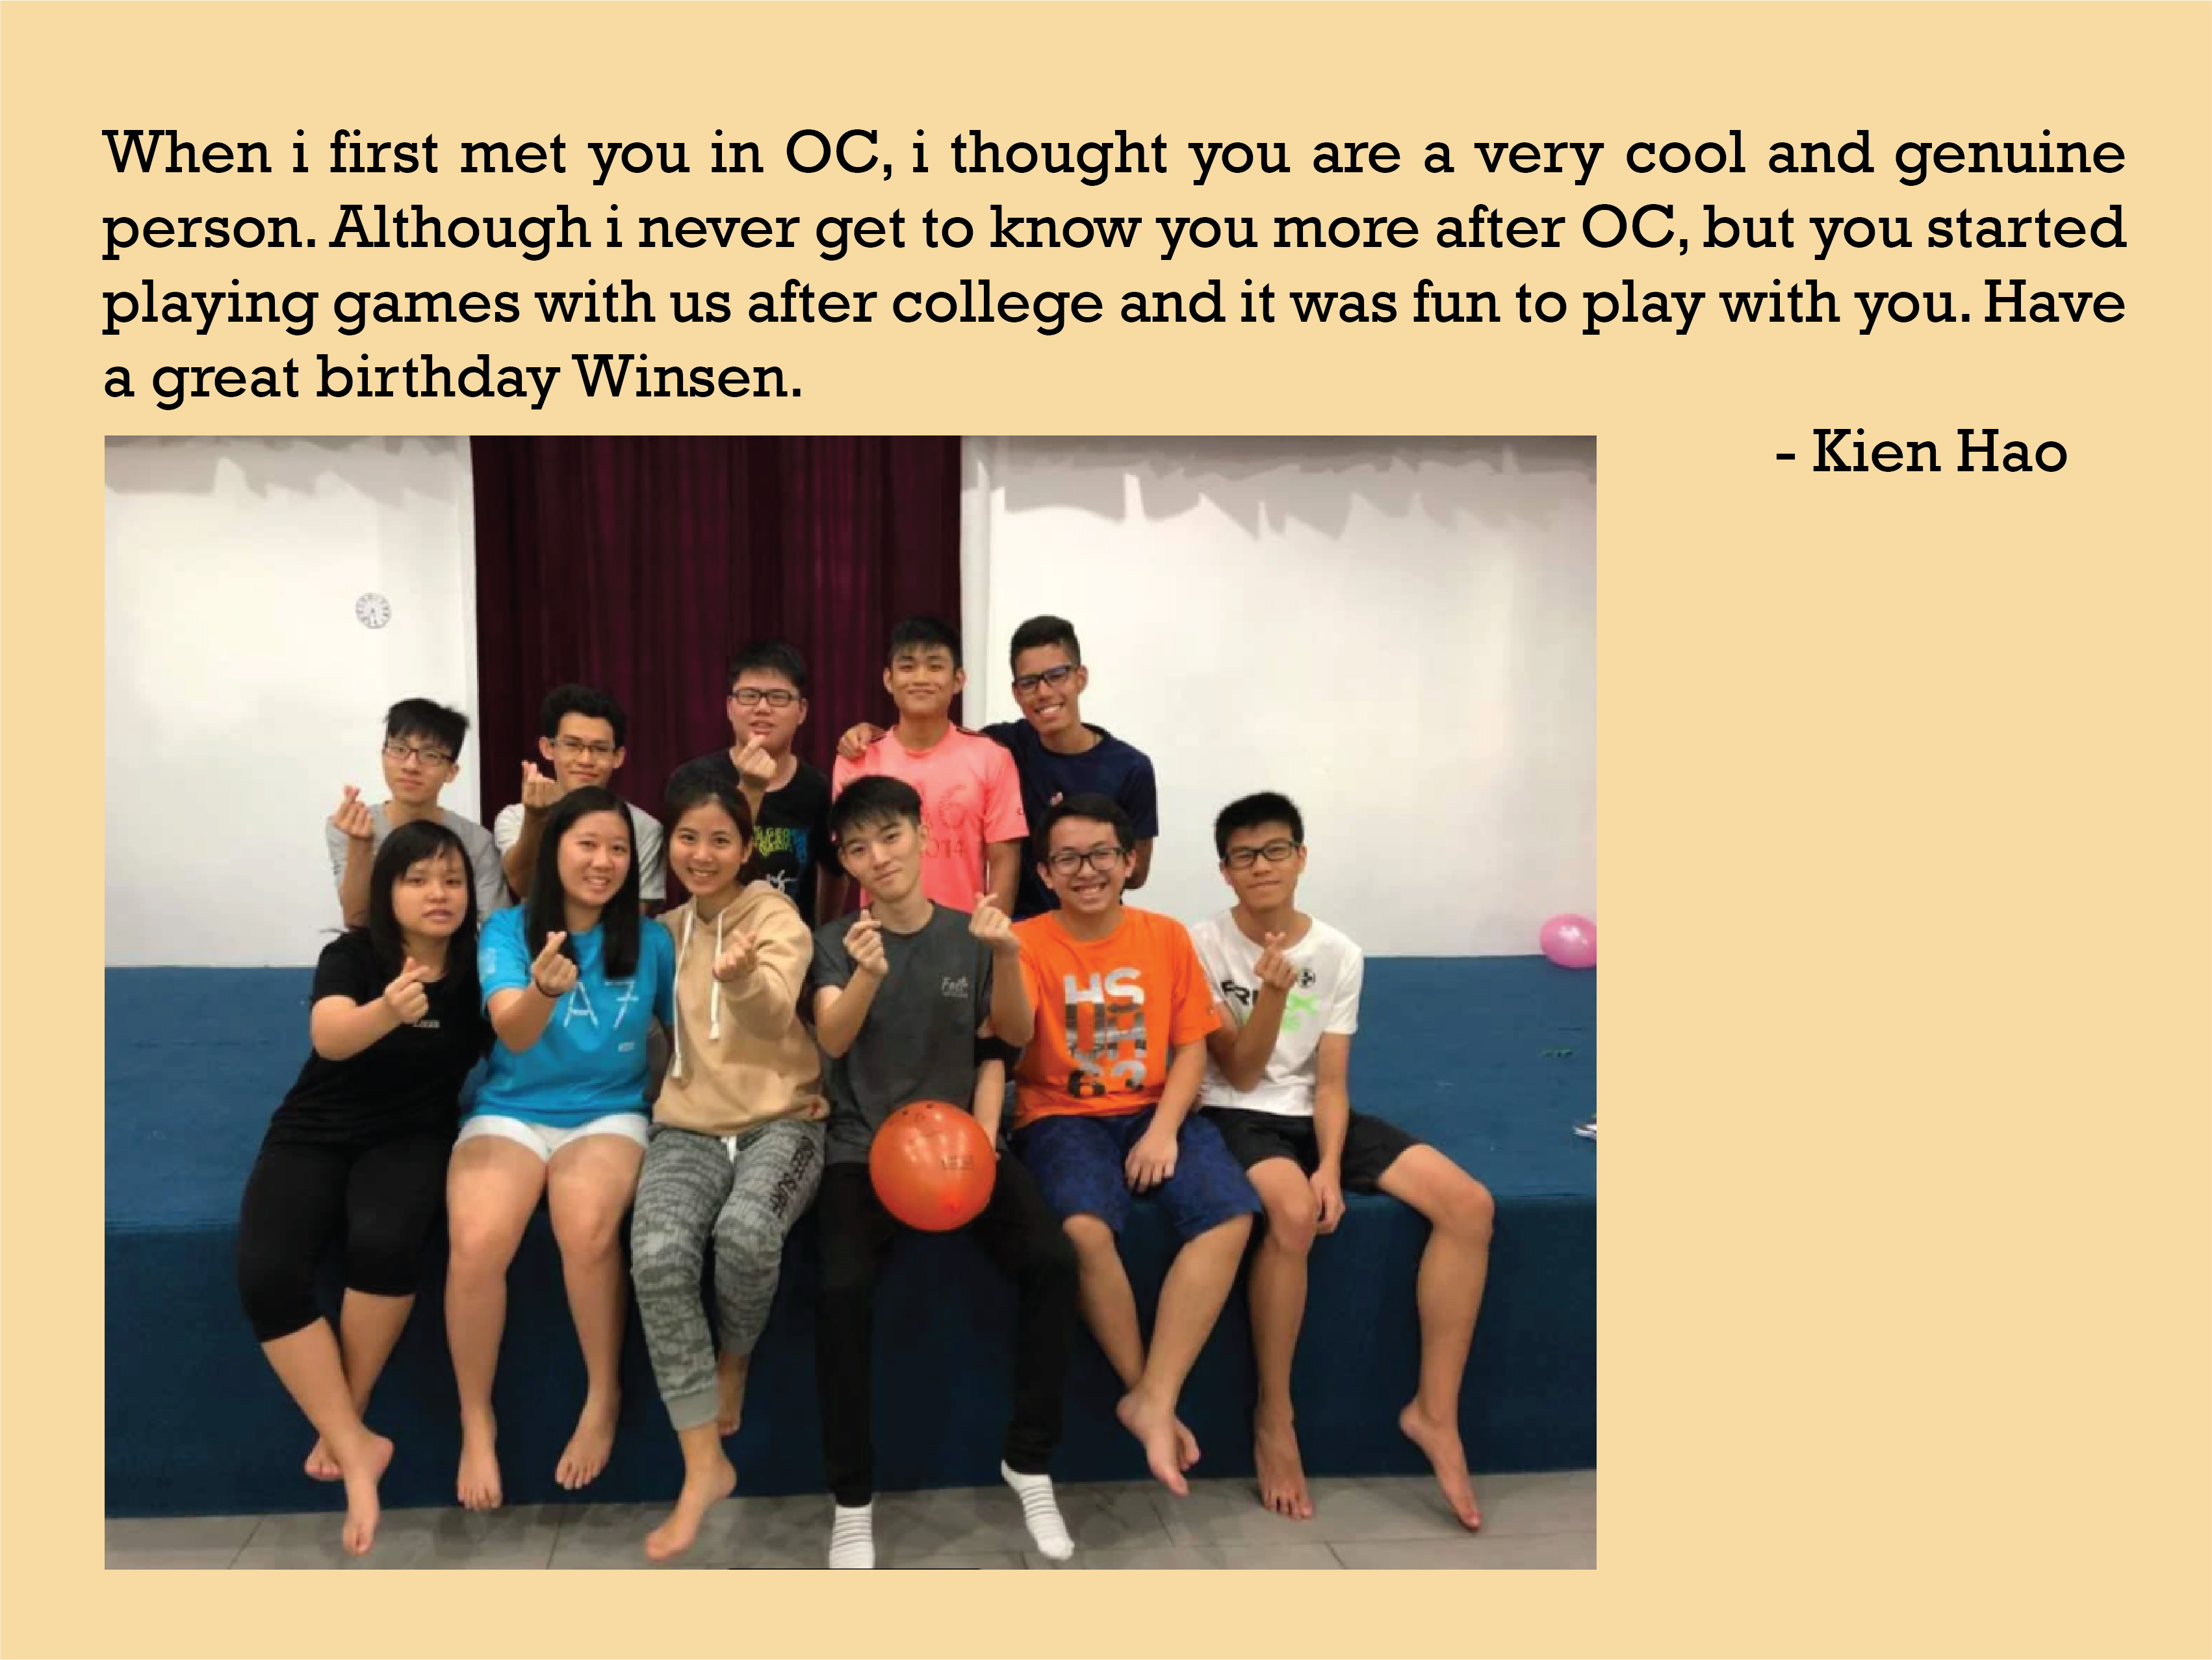 When i first met you in OC, i thought you are a very cool and genuine
person. Although i never get to know you more after OC, but you started
playing games with us after college and it was fun to play with you. Have
a great birthday Winsen.
- Kien Hao
2014
A7
HS
63